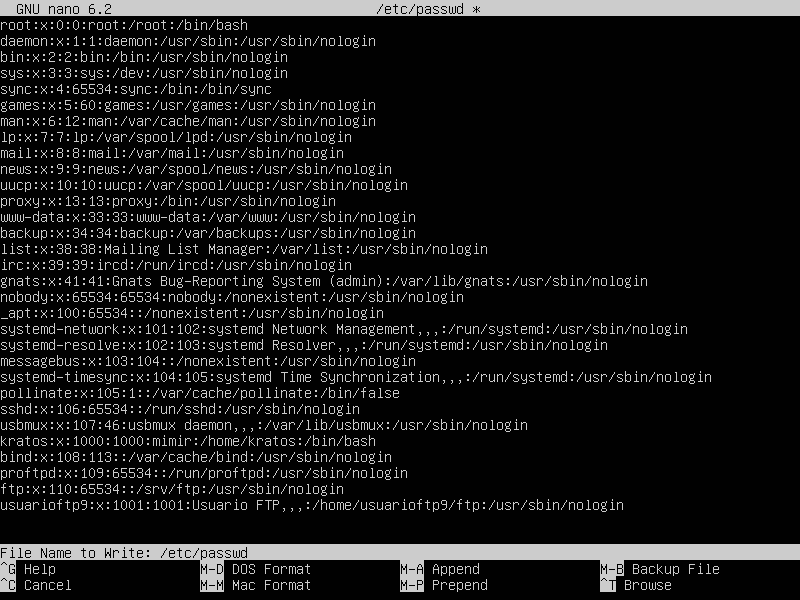 GNU nano 6.2 /etc/passwd *
root:x:0:0:root:/root:/bin/bash
daemon:x:1:1:daemon:/usr/sbin:/usr/sbin/nologin
bin:x:2:2:bin:/bin:/usr/sbin/nologin
sys:x:3:3:sys:/dev:/usr/sbin/nologin
sync:x:4:65534:sync:/bin:/bin/sync
games:x:5:60:games:/usr/games:/usr/sbin/nologin
man:x:6:12:man:/var/cache/man:/usr/sbin/nologin
lp:x:7:7:lp:/var/spool/lpd:/usr/sbin/nologin
mail:x:8:8:mail:/var/mail:/usr/sbin/nologin
news:x:9:9:news:/var/spool/news:/usr/sbin/nologin
uucp:x:10:10:uucp:/var/spool/uucp:/usr/sbin/nologin
proxy:x:13:13:proxy:/bin:/usr/sbin/nologin
www-data:x:33:33:www-data:/var/www:/usr/sbin/nologin
backup:x:34:34:backup:/var/backups:/usr/sbin/nologin
list:x:38:38:Mailing List Manager:/var/list:/usr/sbin/nologin
irc:x:39:39:ircd:/run/ircd:/usr/sbin/nologin
gnats:x:41:41:Gnats Bug-Reporting System (admin):/var/lib/gnats:/usr/sbin/nologin
nobody:x:65534:65534:nobody:/nonexistent:/usr/sbin/nologin
_apt:x:100:65534::/nonexistent:/usr/sbin/nologin
systemd-network:x:101:102:systemd Network Management,,,:/run/systemd:/usr/sbin/nologin
systemd-resolve:x:102:103:systemd Resolver,,,:/run/systemd:/usr/sbin/nologin
messagebus:x:103:104::/nonexistent:/usr/sbin/nologin
systemd-timesync:x:104:105:systemd Time Synchronization,,,:/run/systemd:/usr/sbin/nologin
pollinate:x:105:1::/var/cache/pollinate:/bin/false
sshd:x:106:65534::/run/sshd:/usr/sbin/nologin
usbmux:x:107:46:usbmux daemon,,,:/var/lib/usbmux:/usr/sbin/nologin
kratos:x:1000:1000:mimir:/home/kratos:/bin/bash
bind:x:108:113::/var/cache/bind:/usr/sbin/nologin
proftpd:x:109:65534::/run/proftpd:/usr/sbin/nologin
ftp:x:110:65534::/srv/ftp:/usr/sbin/nologin
usuarioftp9:x:1001:1001:Usuario FTP,,,:/home/usuarioftp9/ftp:/usr/sbin/nologin
File Name to Write: /etc/passwd
^G Help M-D DOS Format M-A Append M-B Backup File
^C Cancel M-M Mac Format M-P Prepend ^T Browse